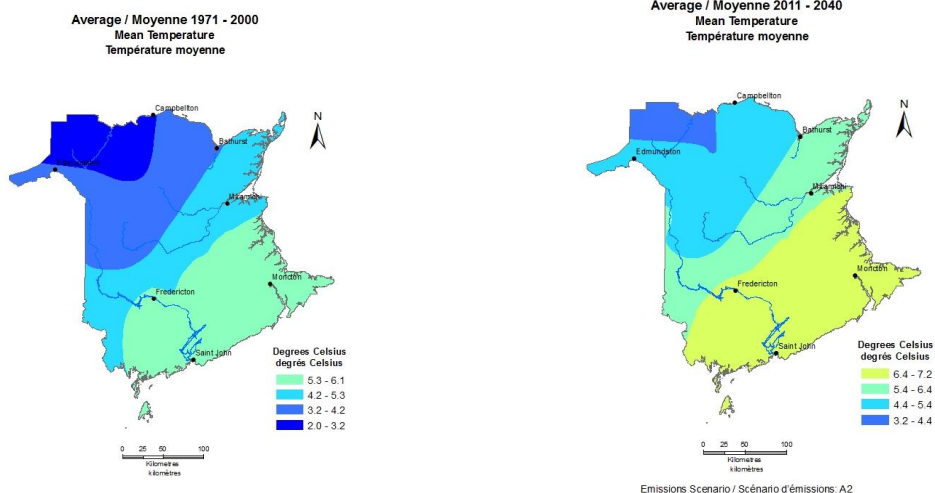 Average / Moyenne 1971 - 2000
Mean Temperature
Température moyenne
Campbellton
N
Bathurst
Edmundston
Miramichi
Fredericton
Moncton
Saint John
Degrees Celsius
degrés Celsius
5.3 - 6.1
4.2 - 5.3
3.2 - 4.2
2.0 - 3.2
0 25 50 100
Kilometres
kilomètres
Average / Moyenne 2011 - 2040
Mean Temperature
Température moyenne
Campbellton
N
Bathurst
Edmundston
Miramichi
Moncton
Fredericton
Saint John
Degrees Celsius
degrés Celsius
6.4 - 7.2
5.4 - 6.4
4.4 - 5.4
3.2 - 4.4
0 25 50 100
Kilometres
kilomètres
Emissions Scenario / Scénario d'émissions: A2